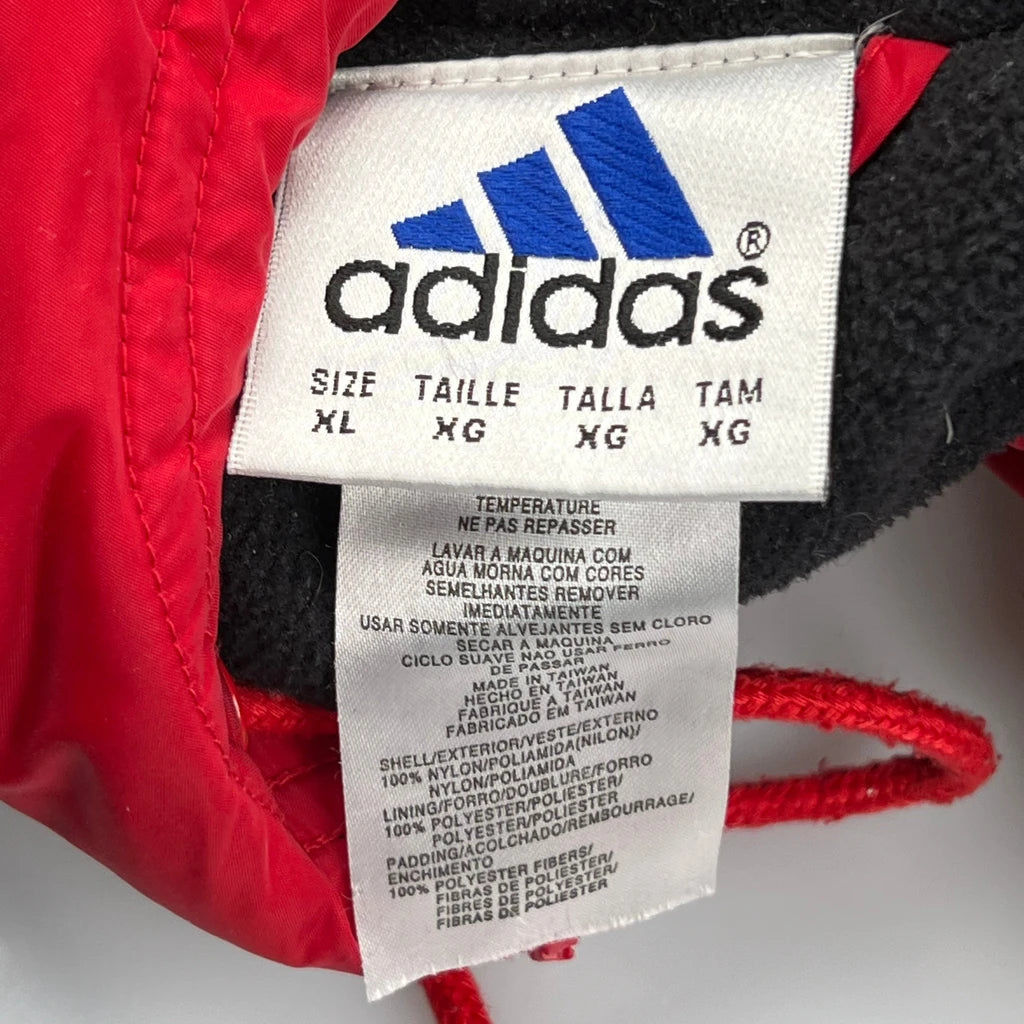 adidas®
SIZE TAILLE TALLA TAM
XL XG XG XG
TEMPERATURE
NE PAS REPASSER
LAVAR A MAQUINA COM
AGUA MORNA COM CORES
SEMELHANTES REMOVER
IMEDIATAMENTE
USAR SOMENTE ALVEJANTES SEM CLORO
SECAR A MAQUINA
CICLO SUAVE NAO USAR FERRO
DE PASSAR
MADE IN TAIWAN
HECHO EN TAIWAN
FABRIQUE A TAIWAN
FABRICADO EM TAIWAN
SHELL/EXTERIOR/VESTE/EXTERNO
100% NYLON/POLIAMIDA(NILON)/
NYLON/POLIAMIDA
LINING/FORRO/DOUBLURE/FORRO
100% POLYESTER/POLIESTER/
POLYESTER/POLIESTER
PADDING/ACOLCHADO/REMBOURRAGE/
ENCHIMENTO
100% POLYESTER FIBERS/
FIBRAS DE POLIESTER/
FIBRES DE POLYESTER/
FIBRAS DE POLIESTER